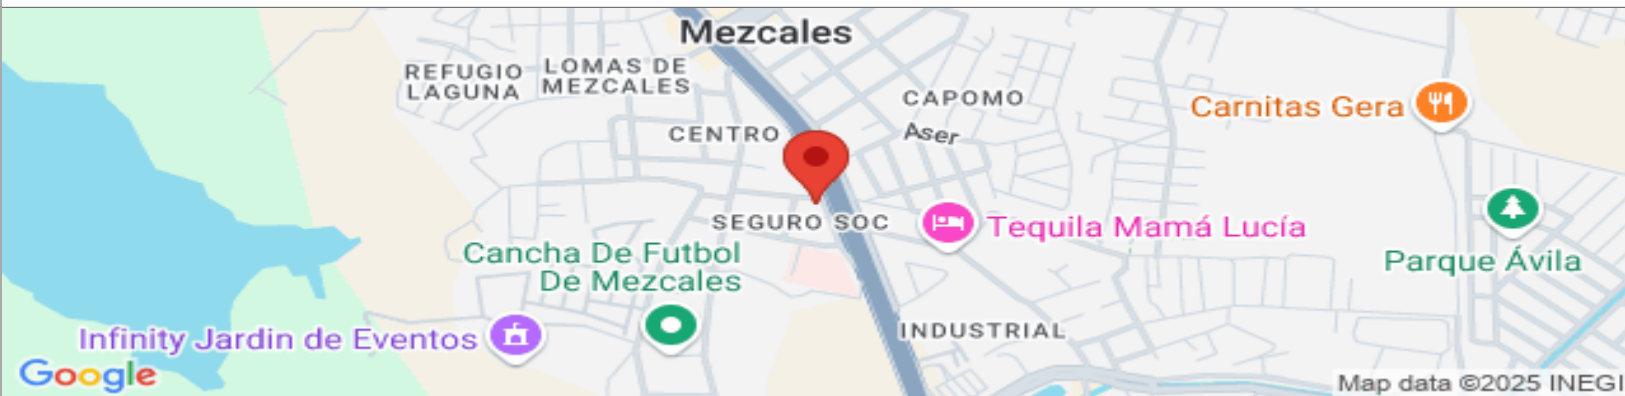 Mezcales
REFUGIO
LAGUNA
LOMAS DE
MEZCALES
CAPOMO
Carnitas Gera
CENTRO
Aser
SEGURO SOC
Tequila Mamá Lucía
Cancha De Futbol
De Mezcales
Parque Ávila
Infinity Jardin de Eventos
INDUSTRIAL
Google
Map data ©2025 INEGI